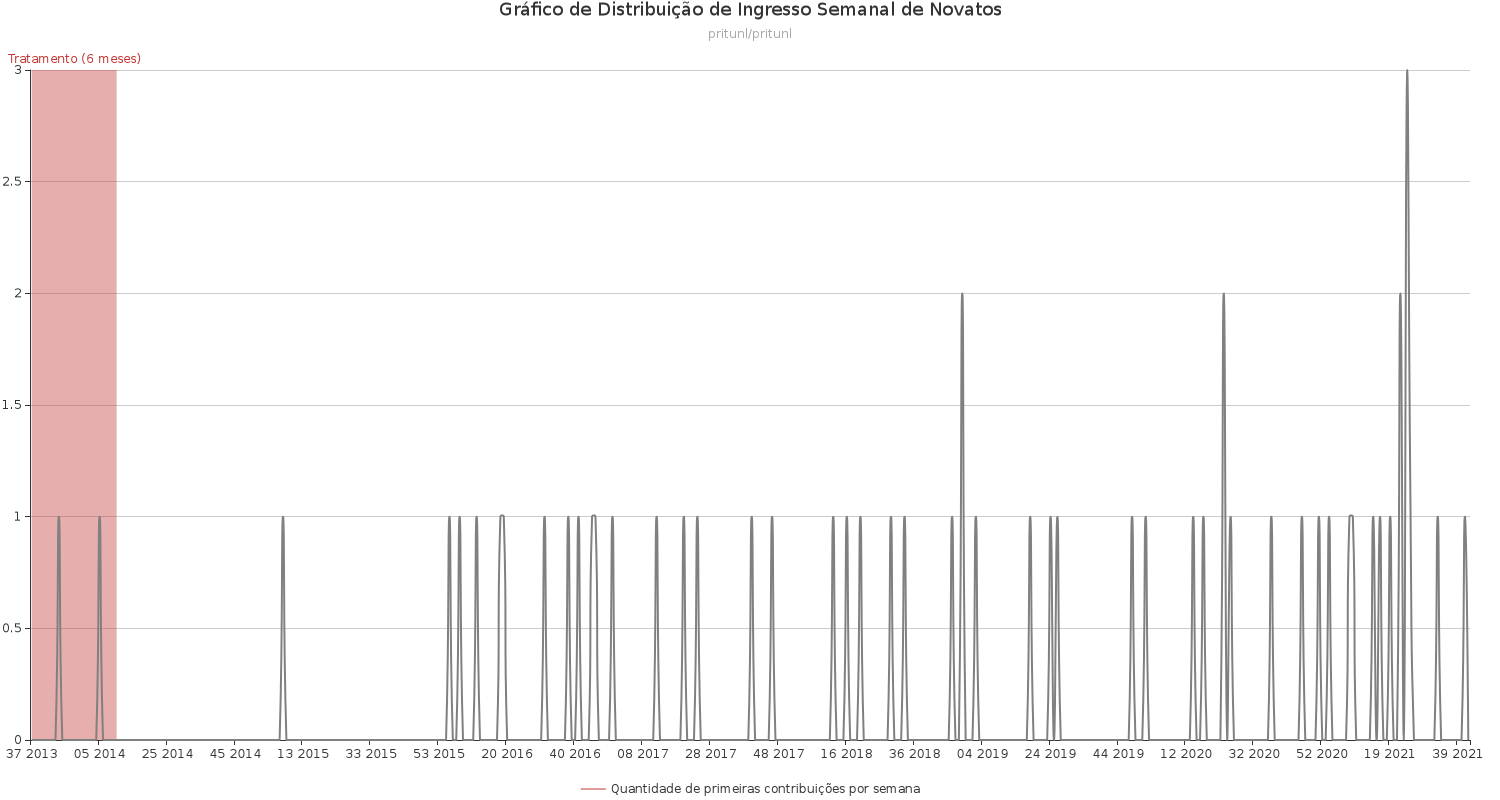 Gráfico de Distribuição de Ingresso Semanal de Novatos
pritunl/pritunl
Tratamento (6 meses)
3
2.5
2
1.5
1
0.5
0
37 2013 05 2014 25 2014 45 2014 13 2015 33 2015 53 2015 20 2016 40 2016 08 2017 28 2017 48 2017 16 2018 36 2018 04 2019 24 2019 44 2019 12 2020 32 2020 52 2020 19 2021 39 2021
Quantidade de primeiras contribuições por semana